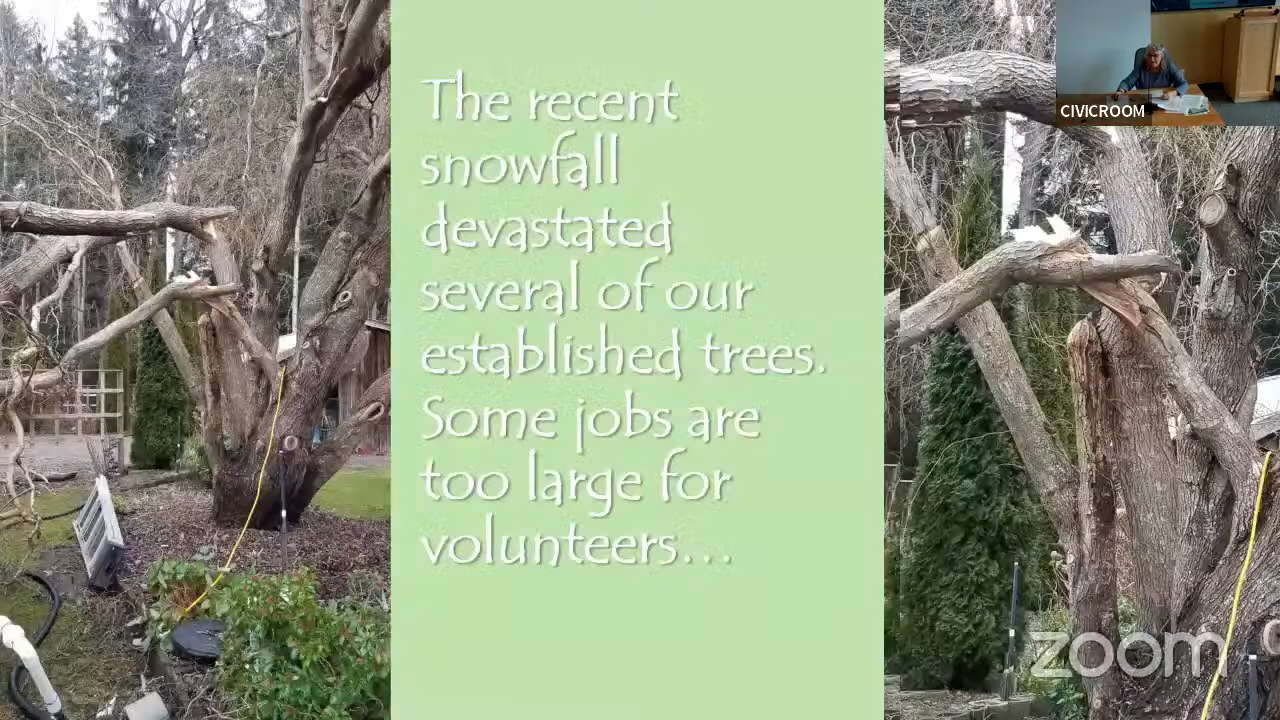 The recent
snowfall
devastated
several of our
established trees.
Some jobs are
too large for
volunteers...
CIVICROOM
zoom